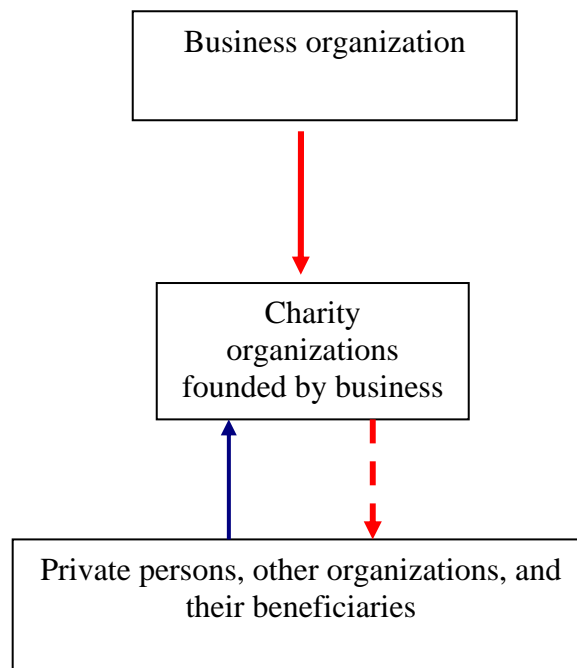 Business organization
Charity
organizations
founded by business
Private persons, other organizations, and
their beneficiaries